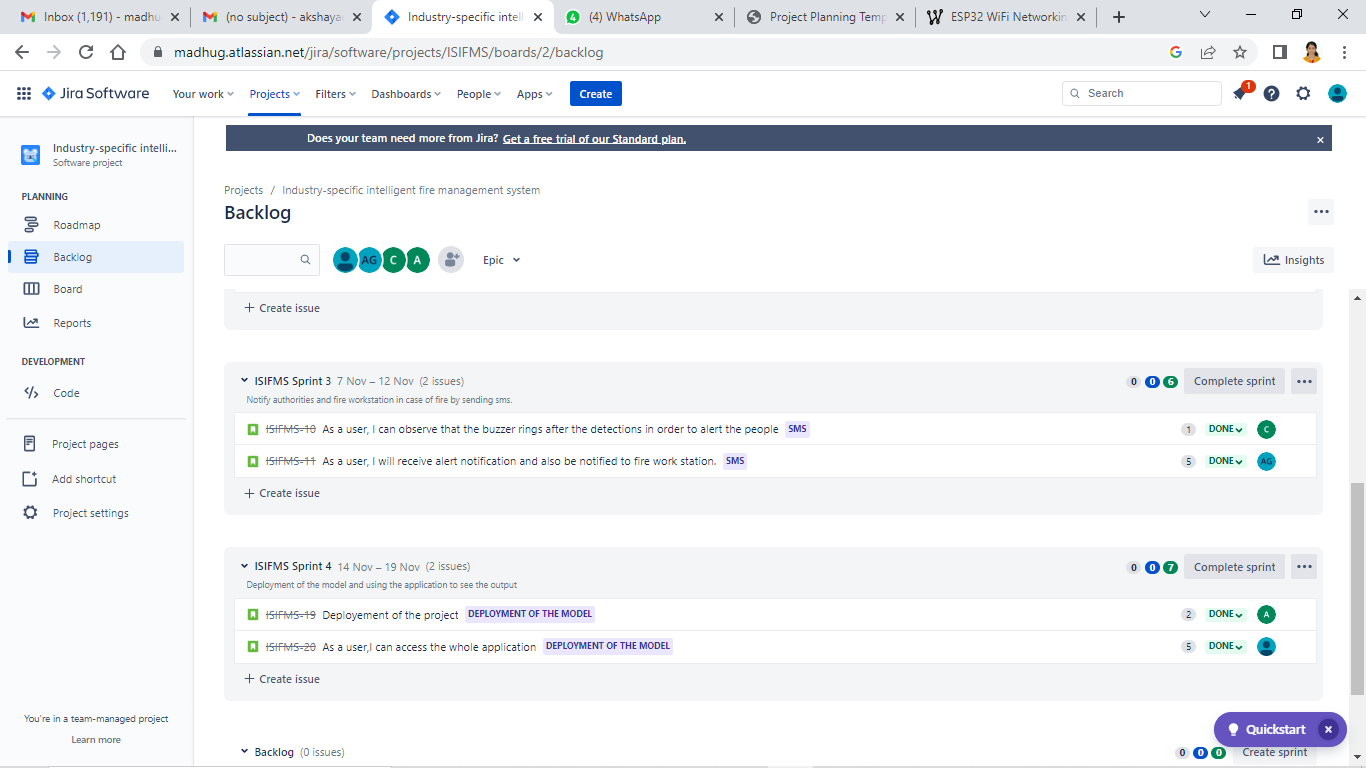 Inbox (1,191) - madhu
(no subject) - akshaya
Industry-specific intell
(4) WhatsApp
Project Planning Temp
ESP32 WiFi Networkin
madhug.atlassian.net/jira/software/projects/ISIFMS/boards/2/backlog
Jira Software
Your work
Projects
Filters
Dashboards
People
Apps
Create
Search
1
Industry-specific intelli...
Software project
PLANNING
Roadmap
Backlog
Board
Reports
DEVELOPMENT
Code
Project pages
Add shortcut
Project settings
You're in a team-managed project
Learn more
Does your team need more from Jira? Get a free trial of our Standard plan.
Projects / Industry-specific intelligent fire management system
Backlog
AG C A
Epic
Insights
+ Create issue
ISIFMS Sprint 3 7 Nov – 12 Nov (2 issues) 0 0 6 Complete sprint
Notify authorities and fire workstation in case of fire by sending sms.
ISIFMS-10 As a user, I can observe that the buzzer rings after the detections in order to alert the people SMS 1 DONE C
ISIFMS-11 As a user, I will receive alert notification and also be notified to fire work station. SMS 5 DONE AG
+ Create issue
ISIFMS Sprint 4 14 Nov – 19 Nov (2 issues) 0 0 7 Complete sprint
Deployment of the model and using the application to see the output
ISIFMS-19 Deployement of the project DEPLOYMENT OF THE MODEL 2 DONE A
ISIFMS-20 As a user,I can access the whole application DEPLOYMENT OF THE MODEL 5 DONE
+ Create issue
Quickstart
Backlog (0 issues) 0 0 0 Create sprint